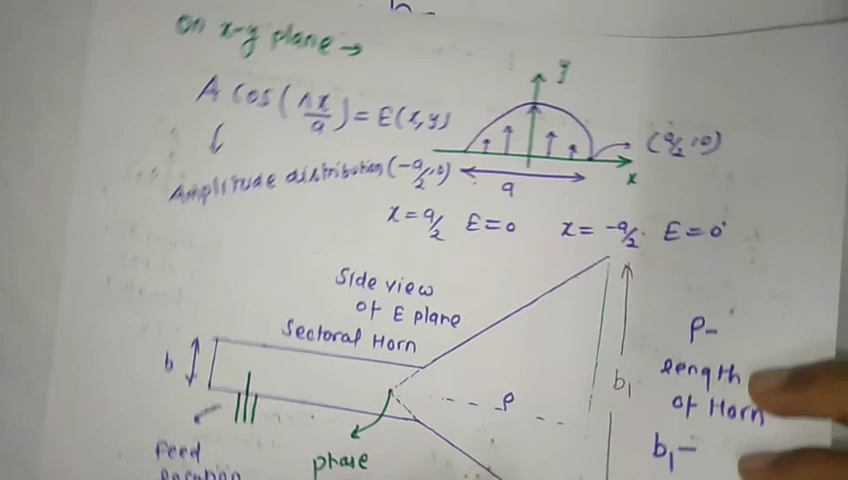 on x-y plane →
A cos(πx/a) = E(x,y)
y
(a/2, 0)
x
Amplitude distribution (-a/2, 0)
a
x = a/2 E=0 x = -a/2. E=0
Side view
of E plane
Sectoral Horn
b
ρ
b₁
ρ-
length
of Horn
b₁-
Feed
phase